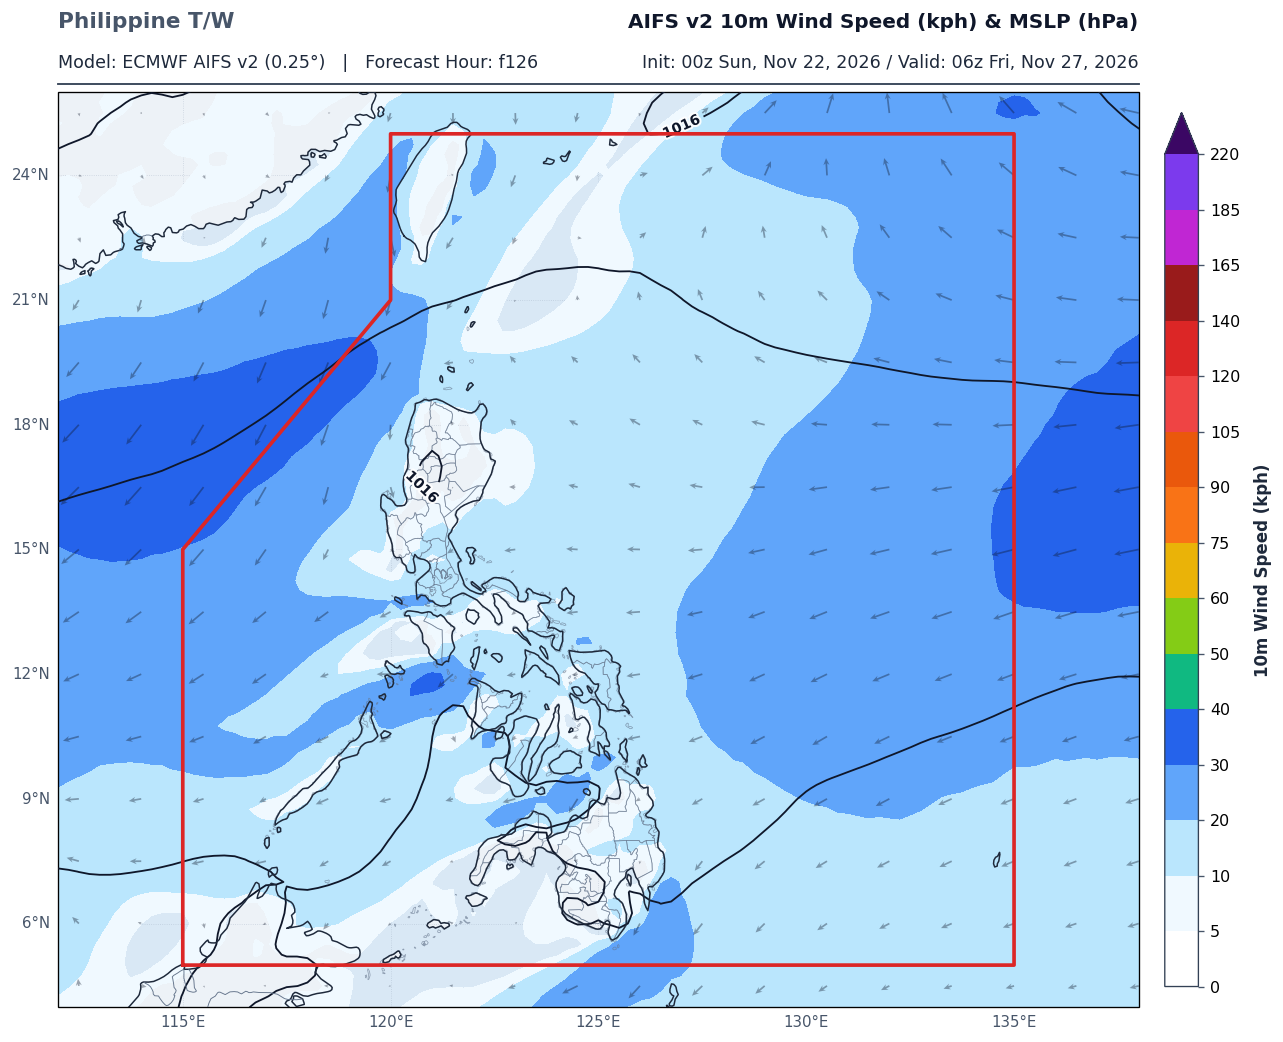 Philippine T/W
AIFS v2 10m Wind Speed (kph) & MSLP (hPa)
Model: ECMWF AIFS v2 (0.25°) | Forecast Hour: f126
Init: 00z Sun, Nov 22, 2026 / Valid: 06z Fri, Nov 27, 2026
1016
24°N
21°N
18°N
1016
15°N
12°N
9°N
6°N
115°E
120°E
125°E
130°E
135°E
220
185
165
140
120
105
90
75
60
50
40
30
20
10
5
0
10m Wind Speed (kph)